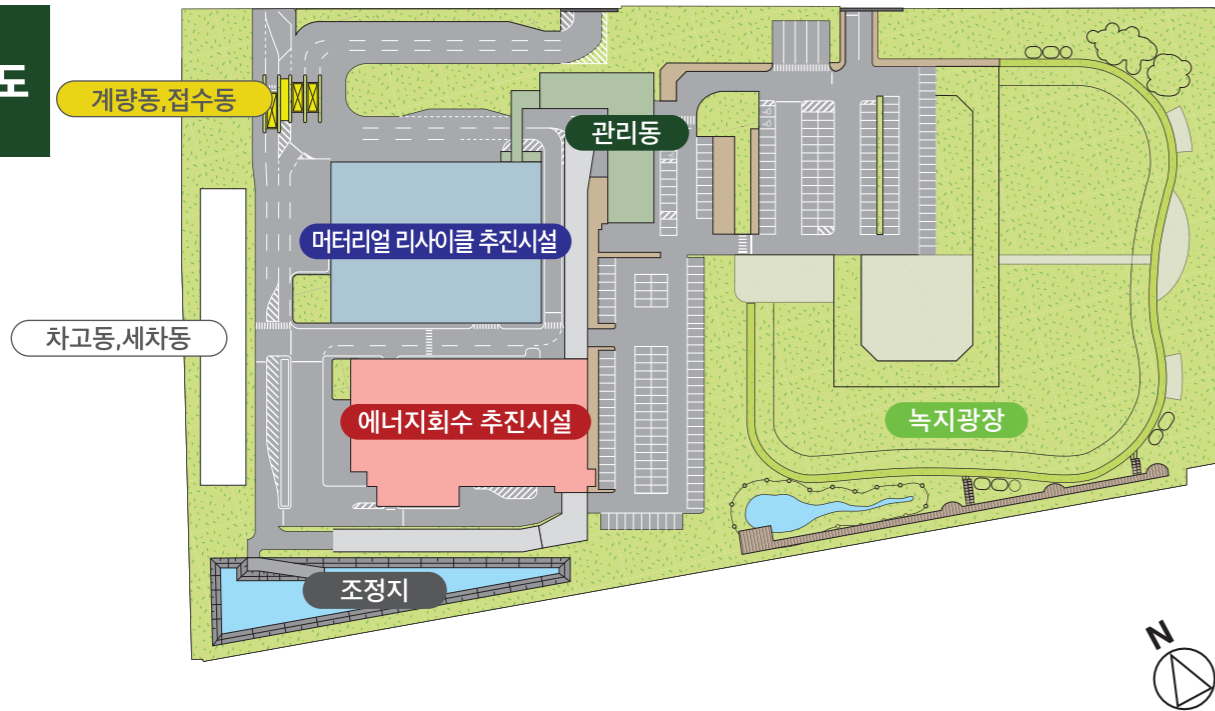 도
계량동,접수동
관리동
머터리얼 리사이클 추진시설
차고동,세차동
에너지회수 추진시설
녹지광장
조정지
N